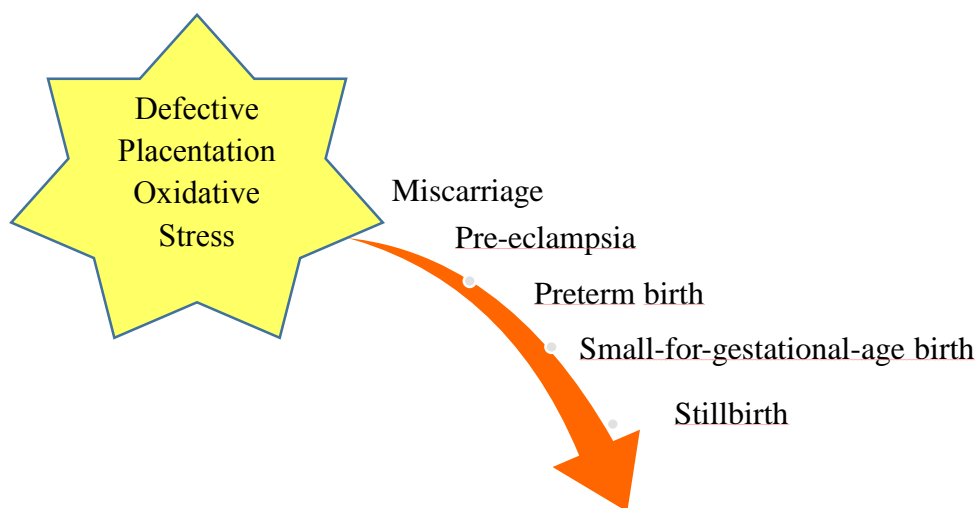 Defective
Placentation
Oxidative
Stress
Miscarriage
Pre-eclampsia
Preterm birth
Small-for-gestational-age birth
Stillbirth